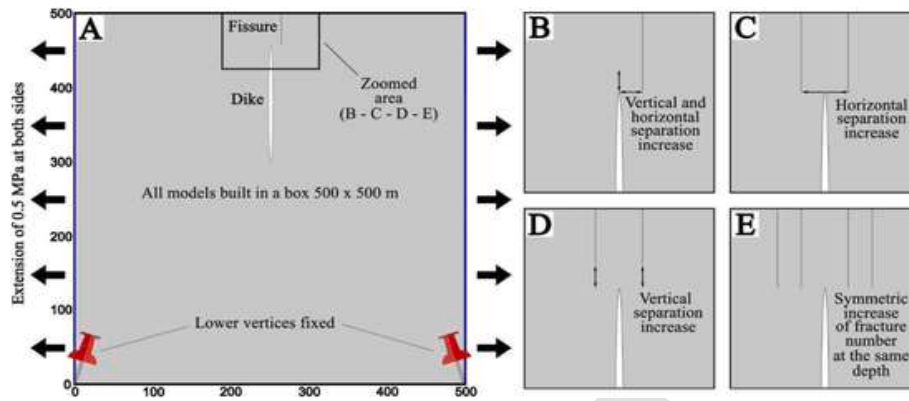 A
Fissure
Dike
Zoomed
area
(B - C - D - E)
All models built in a box 500 x 500 m
Lower vertices fixed
Extension of 0.5 MPa at both sides
500
400
300
200
100
0
0
100
200
300
400
500
B
Vertical and
horizontal
separation
increase
C
Horizontal
separation
increase
D
Vertical
separation
increase
E
Symmetric
increase
of fracture
number
at the same
depth